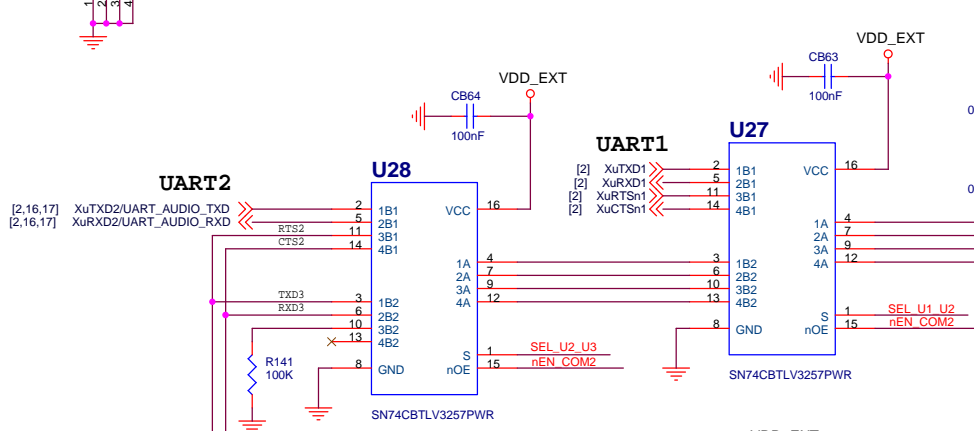 1
2
3
4
VDD_EXT
CB63
100nF
VDD_EXT
CB64
100nF
0
UART1
U27
[2] XuTXD1 2 1B1 VCC 16
[2] XuRXD1 5 2B1
[2] XuRTSn1 11 3B1
[2] XuCTSn1 14 4B1
0
UART2
U28
[2,16,17] XuTXD2/UART_AUDIO_TXD 2 1B1 VCC 16
[2,16,17] XuRXD2/UART_AUDIO_RXD 5 2B1
RTS2 11 3B1
CTS2 14 4B1
1A 4
2A 7
3A 9
4A 12
1A 4
2A 7
3A 9
4A 12
3 1B2
6 2B2
10 3B2
13 4B2
TXD3 3 1B2
RXD3 6 2B2
10 3B2
13 4B2
S 1 SEL_U1_U2
8 GND nOE 15 nEN_COM2
R141
100K
S 1 SEL_U2_U3
8 GND nOE 15 nEN_COM2
SN74CBTLV3257PWR
SN74CBTLV3257PWR